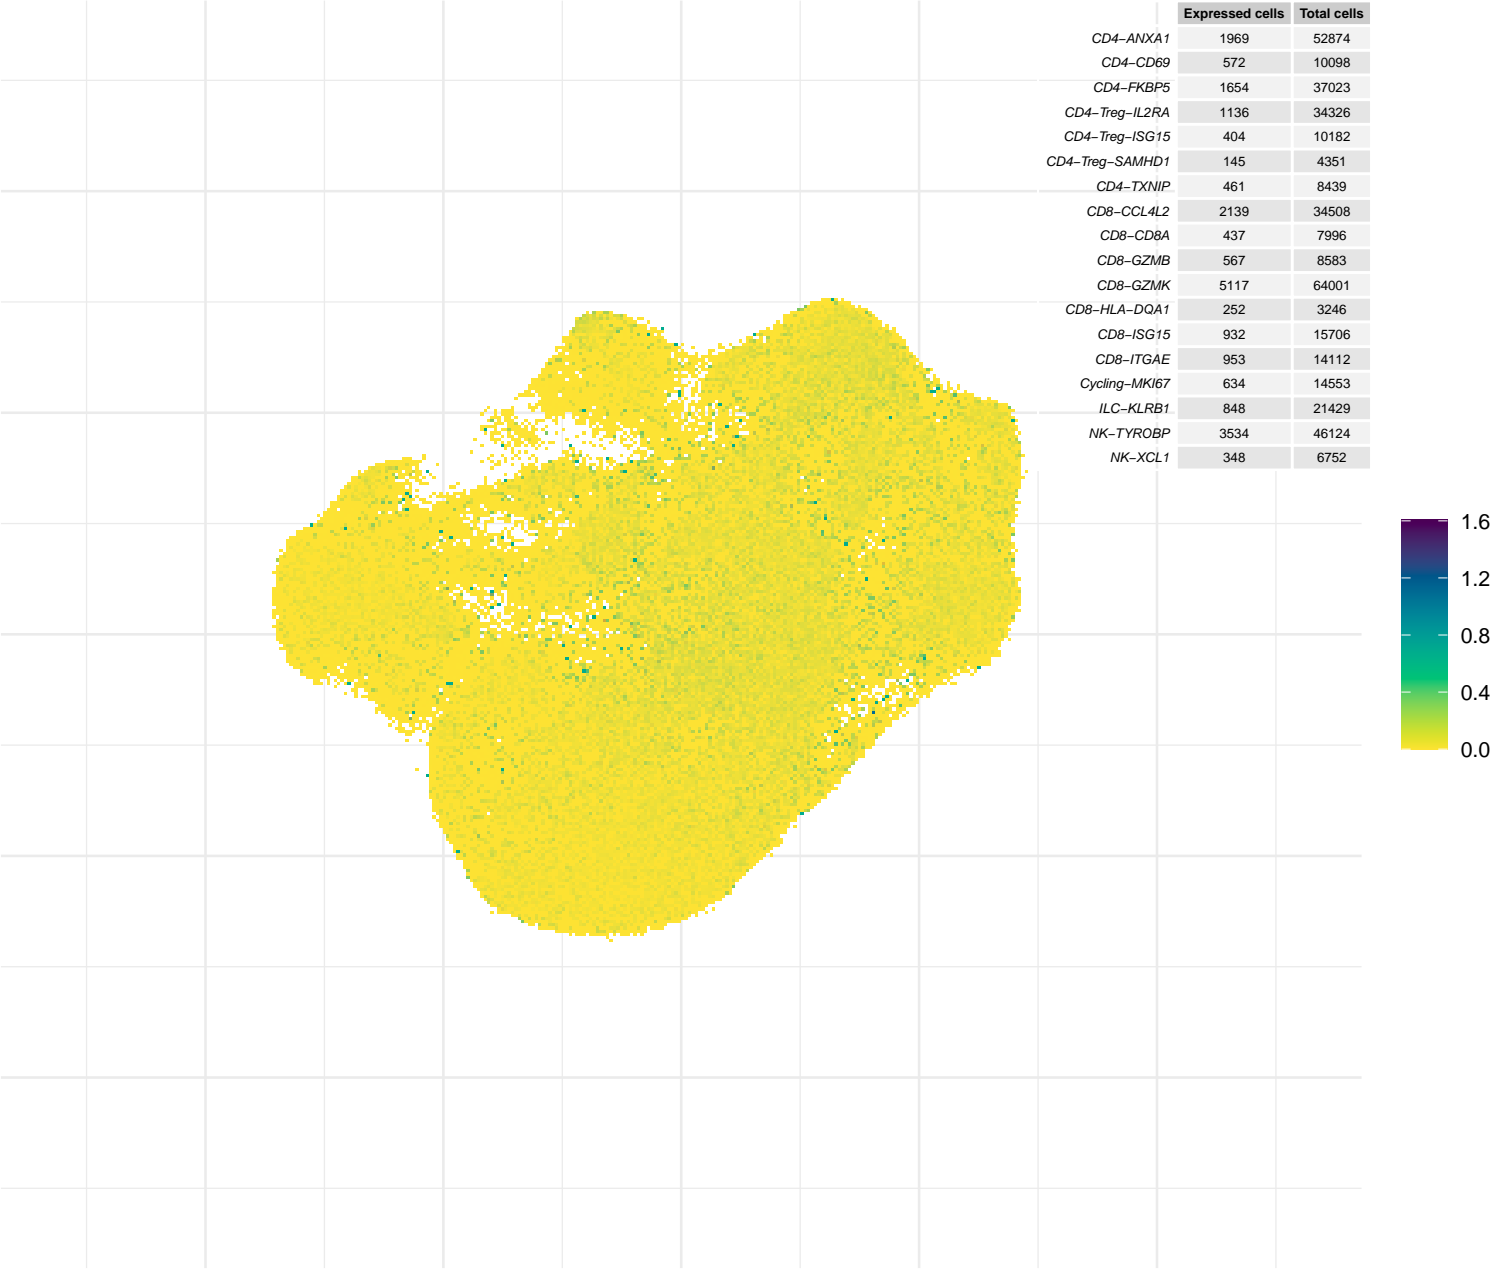 Expressed cells Total cells
CD4−ANXA1 1969 52874
CD4−CD69 572 10098
CD4−FKBP5 1654 37023
CD4−Treg−IL2RA 1136 34326
CD4−Treg−ISG15 404 10182
CD4−Treg−SAMHD1 145 4351
CD4−TXNIP 461 8439
CD8−CCL4L2 2139 34508
CD8−CD8A 437 7996
CD8−GZMB 567 8583
CD8−GZMK 5117 64001
CD8−HLA−DQA1 252 3246
CD8−ISG15 932 15706
CD8−ITGAE 953 14112
Cycling−MKI67 634 14553
ILC−KLRB1 848 21429
NK−TYROBP 3534 46124
NK−XCL1 348 6752
1.6
1.2
0.8
0.4
0.0